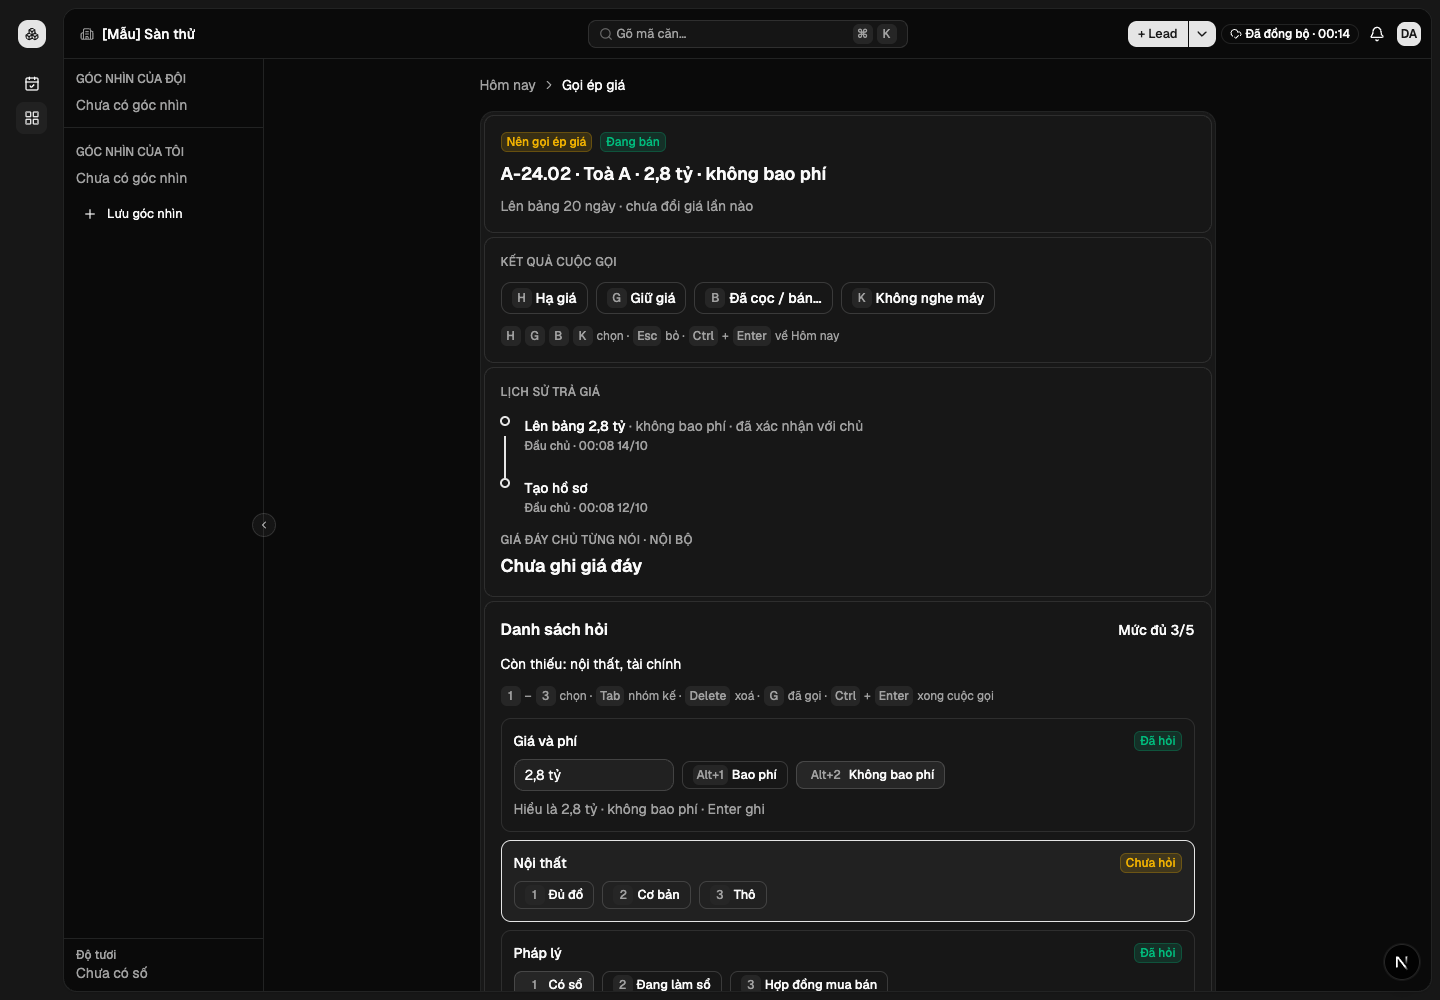 [Mẫu] Sàn thử
Gõ mã căn...
⌘ K
+ Lead
Đã đồng bộ · 00:14
DA
GÓC NHÌN CỦA ĐỘI
Chưa có góc nhìn
GÓC NHÌN CỦA TÔI
Chưa có góc nhìn
+ Lưu góc nhìn
Độ tươi
Chưa có số
Hôm nay > Gọi ép giá
Nên gọi ép giá Đang bán
A-24.02 · Toà A · 2,8 tỷ · không bao phí
Lên bảng 20 ngày · chưa đổi giá lần nào
KẾT QUẢ CUỘC GỌI
H Hạ giá G Giữ giá B Đã cọc / bán... K Không nghe máy
H G B K chọn · Esc bỏ · Ctrl + Enter về Hôm nay
LỊCH SỬ TRẢ GIÁ
Lên bảng 2,8 tỷ · không bao phí · đã xác nhận với chủ
Đầu chủ · 00:08 14/10
Tạo hồ sơ
Đầu chủ · 00:08 12/10
GIÁ ĐÁY CHỦ TỪNG NÓI · NỘI BỘ
Chưa ghi giá đáy
Danh sách hỏi Mức đủ 3/5
Còn thiếu: nội thất, tài chính
1 – 3 chọn · Tab nhóm kế · Delete xoá · G đã gọi · Ctrl + Enter xong cuộc gọi
Giá và phí Đã hỏi
2,8 tỷ Alt+1 Bao phí Alt+2 Không bao phí
Hiểu là 2,8 tỷ · không bao phí · Enter ghi
Nội thất Chưa hỏi
1 Đủ đồ 2 Cơ bản 3 Thô
Pháp lý Đã hỏi
1 Có sổ 2 Đang làm sổ 3 Hợp đồng mua bán
N